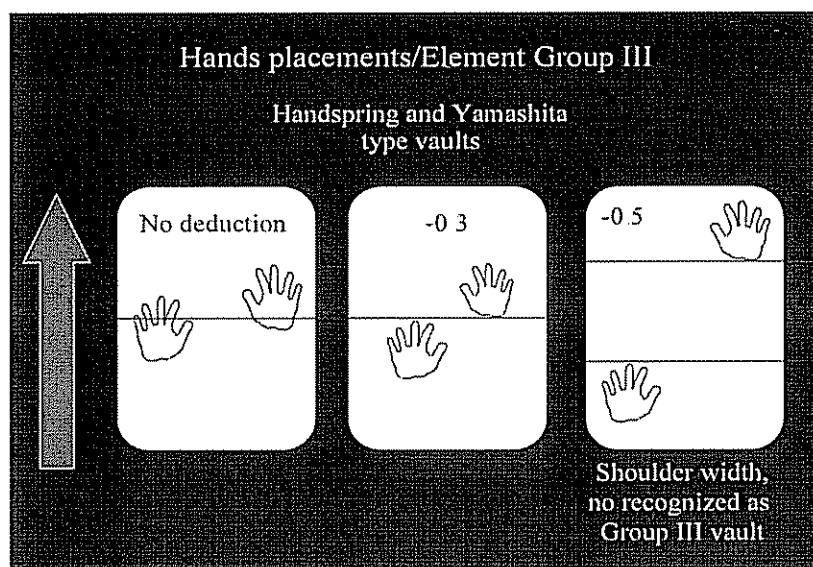 Hands placements/Element Group III
Handspring and Yamashita
type vaults
No deduction
-0 3
-0.5
Shoulder width,
no recognized as
Group III vault